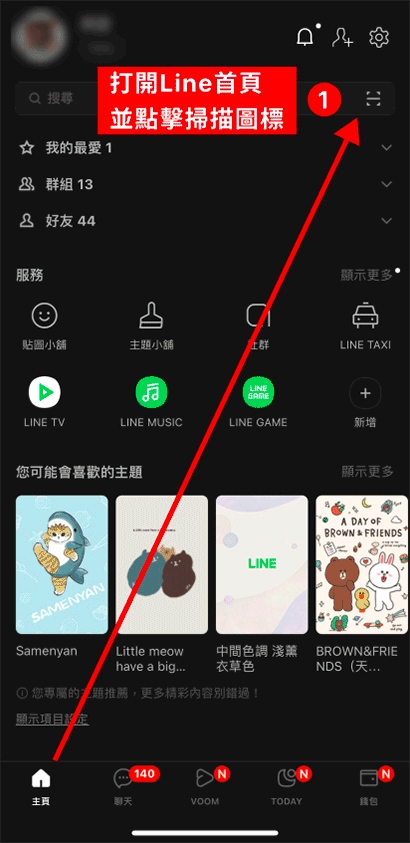 打開Line首頁
並點擊掃描圖標
1
搜尋
我的最愛 1
群組 13
好友 44
服務
顯示更多
貼圖小舖
主題小舖
社群
LINE TAXI
LINE
GAME
LINE TV
LINE MUSIC
LINE GAME
新增
您可能會喜歡的主題
顯示更多
SAMENYAN
LINE
A DAY OF
BROWN & FRIENDS
Samenyan
Little meow
have a big...
中間色調 淺薰
衣草色
BROWN&FRIE
NDS（天...
您專屬的主題推薦，更多精彩內容別錯過！
顯示項目設定
140
N
N
N
主頁
聊天
VOOM
TODAY
錢包